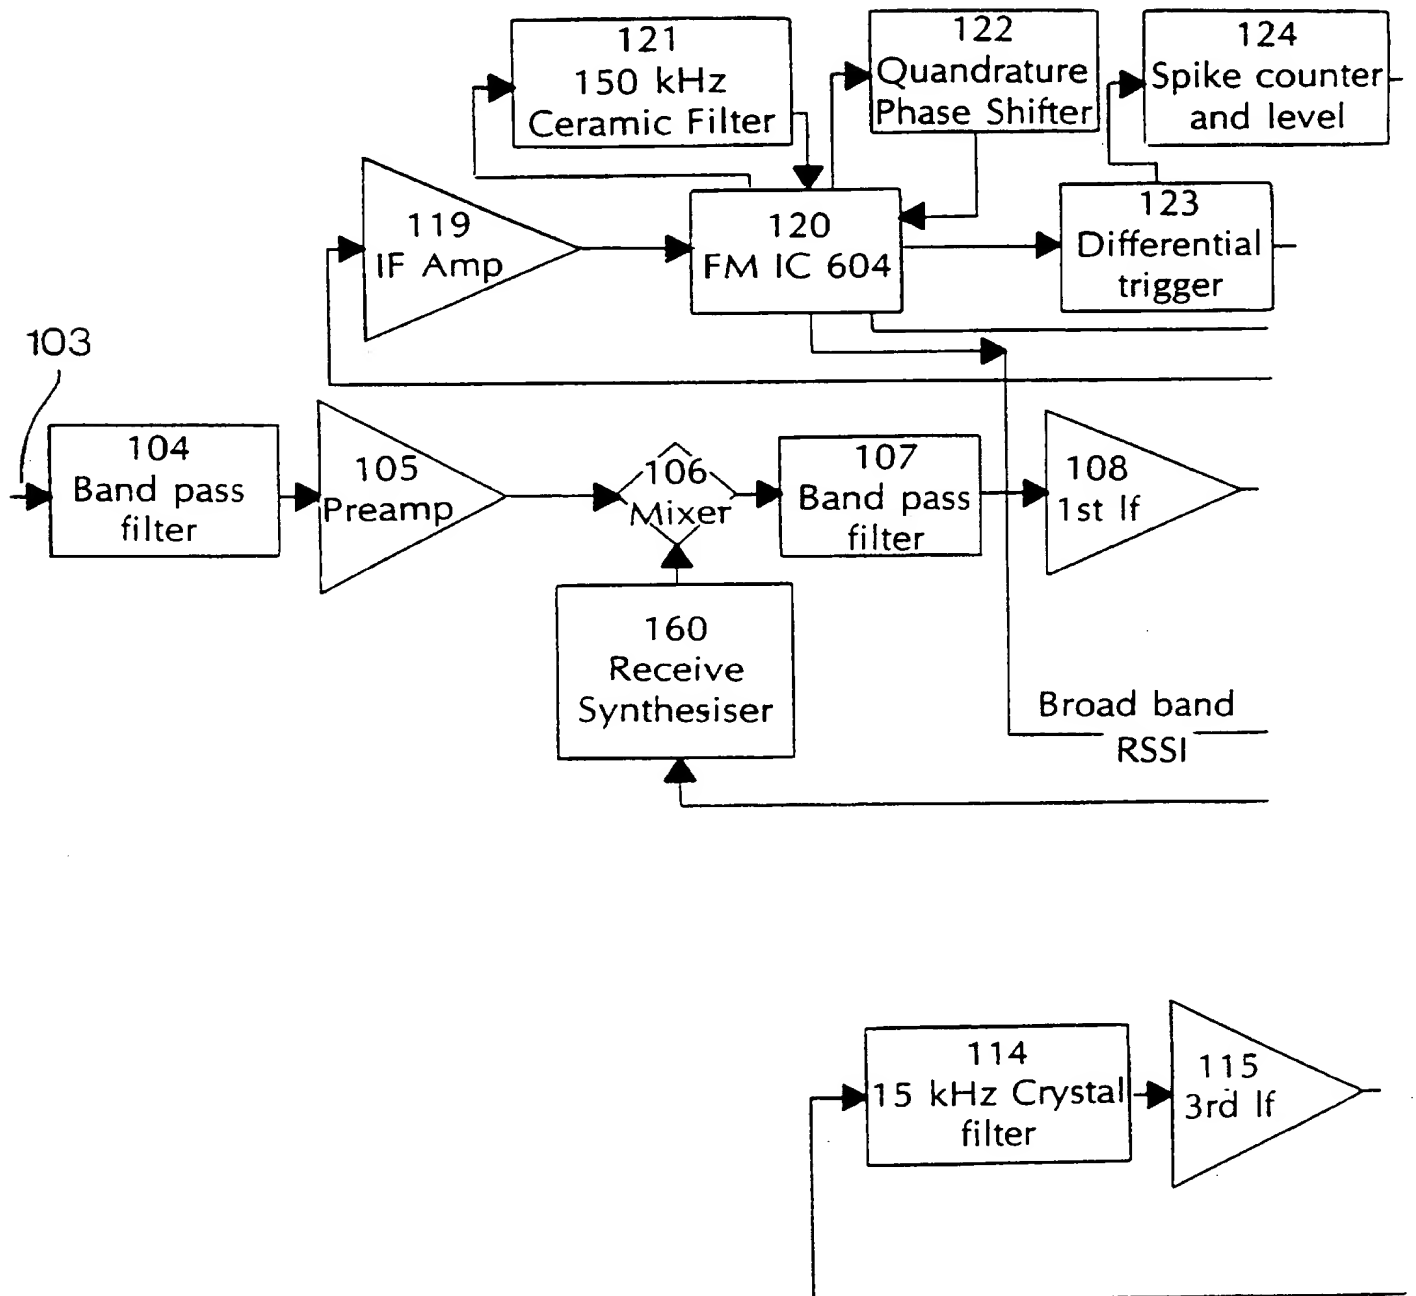 121
150 kHz
Ceramic Filter
122
Quandrature
Phase Shifter
124
Spike counter
and level
119
IF Amp
120
FM IC 604
123
Differential
trigger
103
104
Band pass
filter
105
Preamp
106
Mixer
107
Band pass
filter
108
1st If
160
Receive
Synthesiser
Broad band
RSSI
114
15 kHz Crystal
filter
115
3rd If